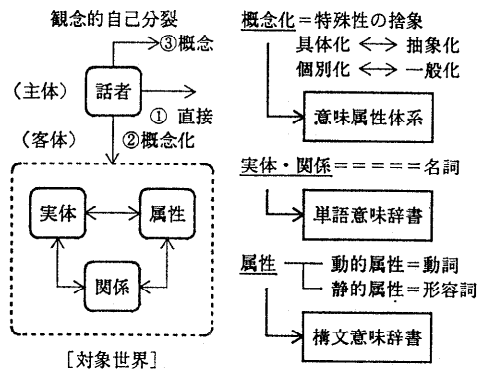 観念的自己分裂
③概念
(主体)
話者
① 直接
(客体)
②概念化
実体
属性
関係
[対象世界]
概念化=特殊性の捨象
具体化 ←→ 抽象化
個別化 ←→ 一般化
意味属性体系
実体・関係=====名詞
単語意味辞書
属性 動的属性=動詞
静的属性=形容詞
構文意味辞書